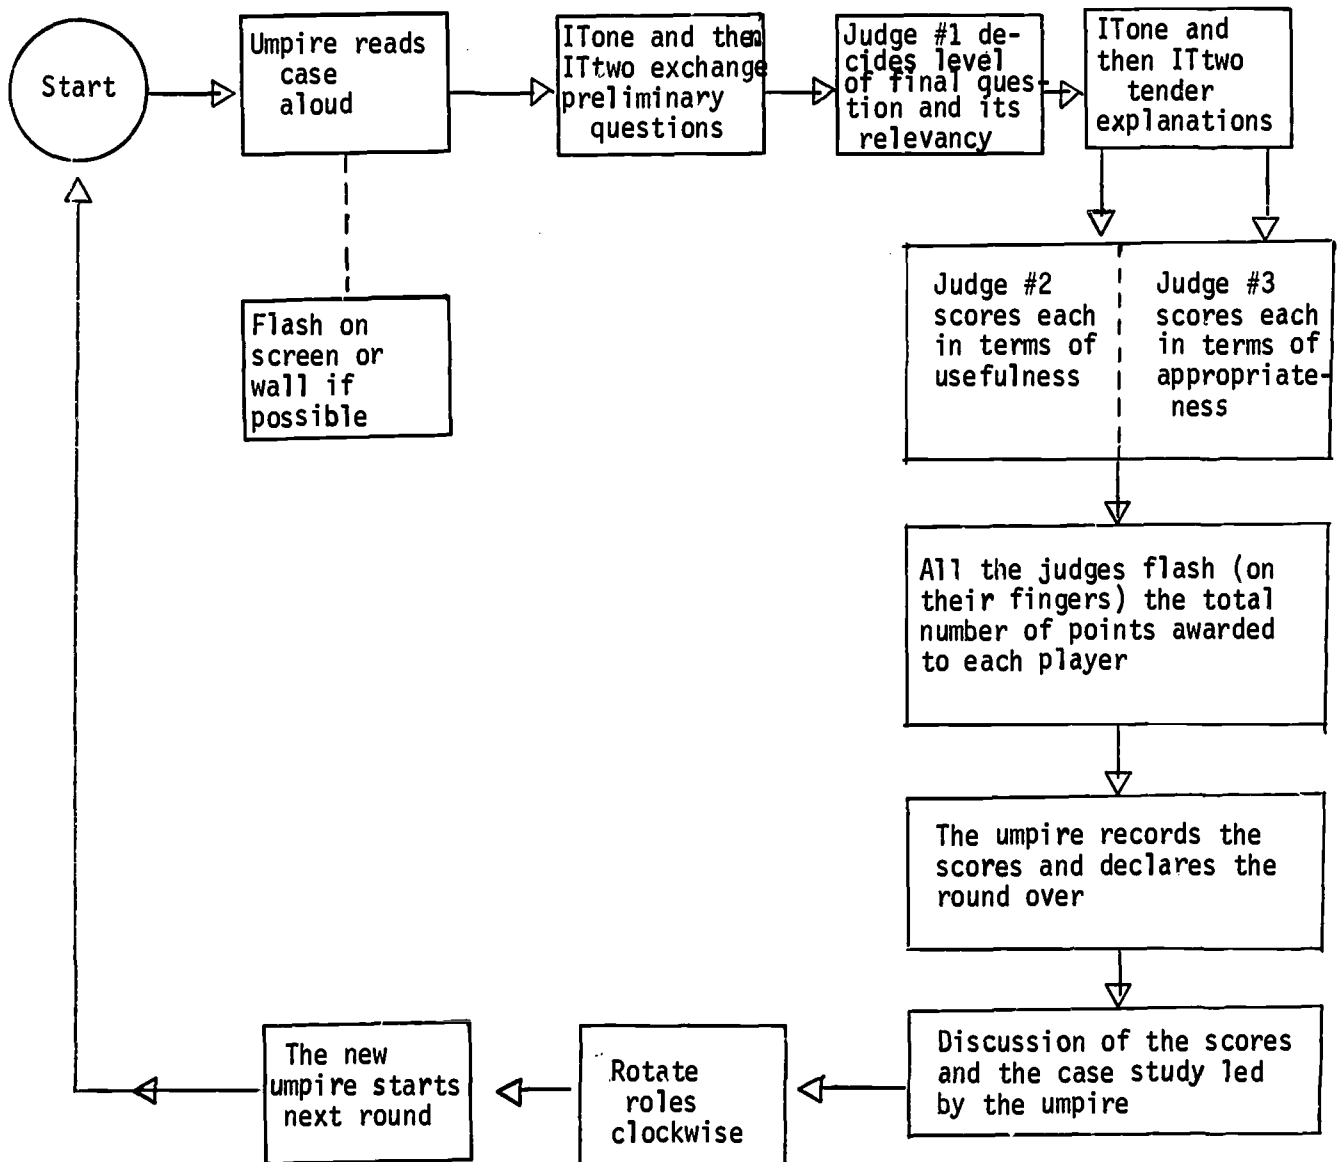 Start
Umpire reads
case
aloud
ITone and then
ITtwo exchange
preliminary
questions
Judge #1 de-
cides level
of final ques-
tion and its
relevancy
ITone and
then ITtwo
tender
explanations
Flash on
screen or
wall if
possible
Judge #2
scores each
in terms of
usefulness
Judge #3
scores each
in terms of
appropriate-
ness
All the judges flash (on
their fingers) the total
number of points awarded
to each player
The umpire records the
scores and declares the
round over
Discussion of the scores
and the case study led
by the umpire
Rotate
roles
clockwise
The new
umpire starts
next round